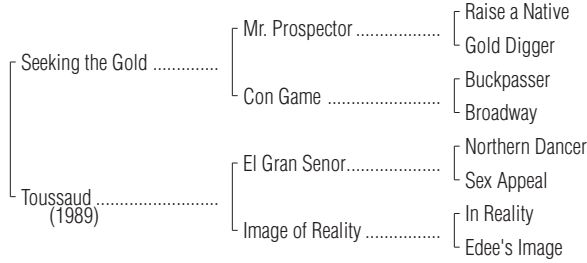 Raise a Native
Mr. Prospector ..................
Gold Digger
Seeking the Gold ..............
Buckpasser
Con Game ........................
Broadway
Northern Dancer
El Gran Senor....................
Sex Appeal
Toussaud ..........................
(1989)
In Reality
Image of Reality ................
Edee's Image